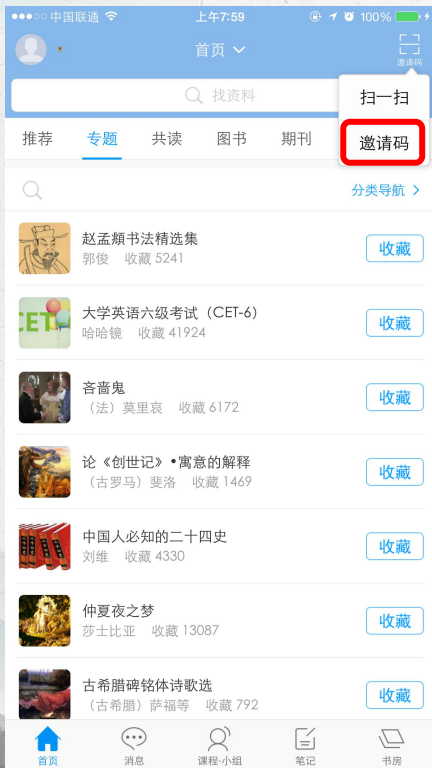 中国联通 上午7:59 100%
首页
邀请码
找资料
扫一扫
邀请码
推荐 专题 共读 图书 期刊
分类导航
赵孟頫书法精选集
郭俊 收藏 5241
收藏
大学英语六级考试（CET-6）
哈哈镜 收藏 41924
收藏
CET
吝啬鬼
（法）莫里哀 收藏 6172
收藏
论《创世记》•寓意的解释
（古罗马）斐洛 收藏 1469
收藏
中国人必知的二十四史
刘维 收藏 4330
收藏
仲夏夜之梦
莎士比亚 收藏 13087
收藏
古希腊碑铭体诗歌选
（古希腊）萨福等 收藏 792
收藏
首页 消息 课程·小组 笔记 书房